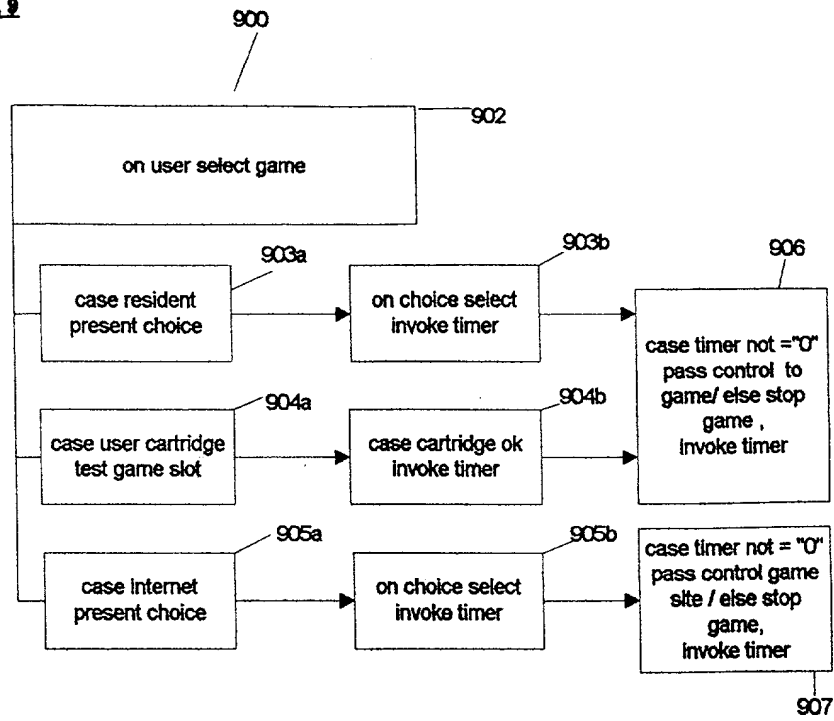 9
900
902
on user select game
903a
903b
906
case resident
present choice
on choice select
invoke timer
case timer not ="0"
pass control to
game/ else stop
game ,
invoke timer
904a
904b
case user cartridge
test game slot
case cartridge ok
invoke timer
905a
905b
case internet
present choice
on choice select
invoke timer
case timer not = "0"
pass control game
site / else stop
game,
invoke timer
907